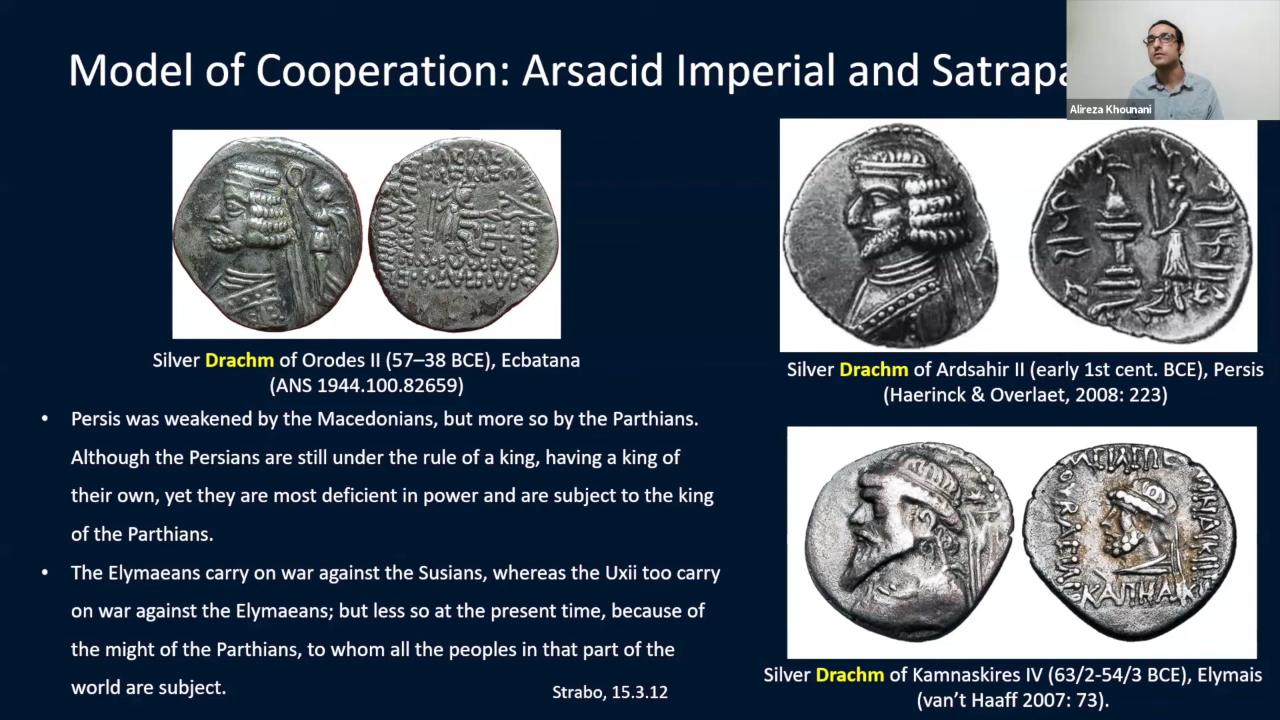 Model of Cooperation: Arsacid Imperial and
Alireza Khounani
Silver Drachm of Orodes II (57–38 BCE), Ecbatana
(ANS 1944.100.82659)
Silver Drachm of Ardsahir II (early 1st cent. BCE), Persis
(Haerinck & Overlaet, 2008: 223)
• Persis was weakened by the Macedonians, but more so by the Parthians.
Although the Persians are still under the rule of a king, having a king of
their own, yet they are most deficient in power and are subject to the king
of the Parthians.
• The Elymaeans carry on war against the Susians, whereas the Uxii too carry
on war against the Elymaeans; but less so at the present time, because of
the might of the Parthians, to whom all the peoples in that part of the
world are subject.
Strabo, 15.3.12
Silver Drachm of Kamnaskires IV (63/2-54/3 BCE), Elymais
(van’t Haaff 2007: 73).